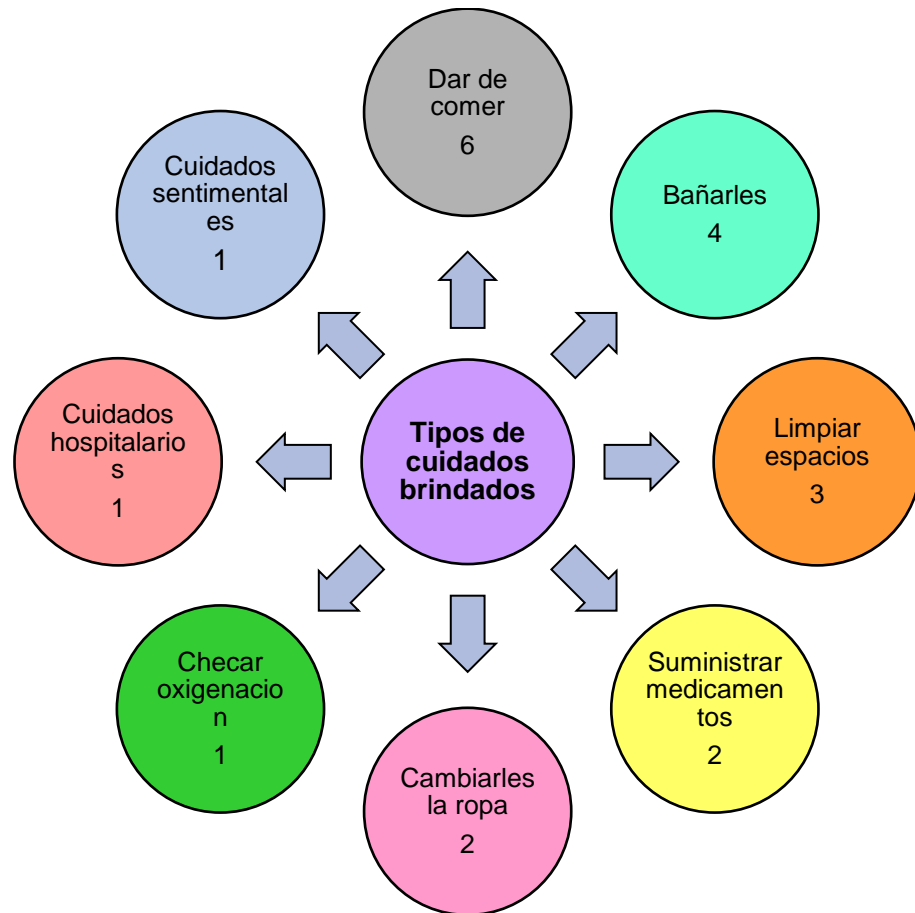 Dar de
comer
6
Bañarles
4
Limpiar
espacios
3
Suministrar
medicamen
tos
2
Cambiarles
la ropa
2
Checar
oxigenacio
n
1
Cuidados
hospitalario
s
1
Cuidados
sentimental
es
1
Tipos de
cuidados
brindados